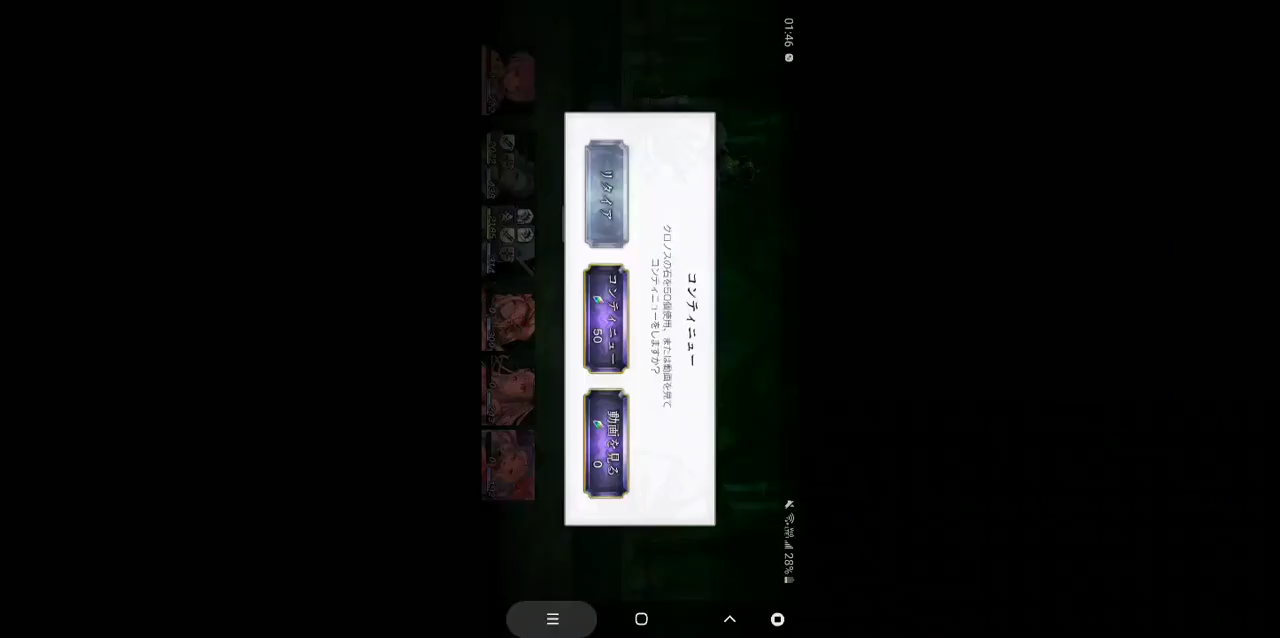 01:46
28%
コンティニュー
クロノスの石を50個使用、または動画を見て
コンティニューをしますか?
リタイア
コンティニュー
50
動画を見る
0